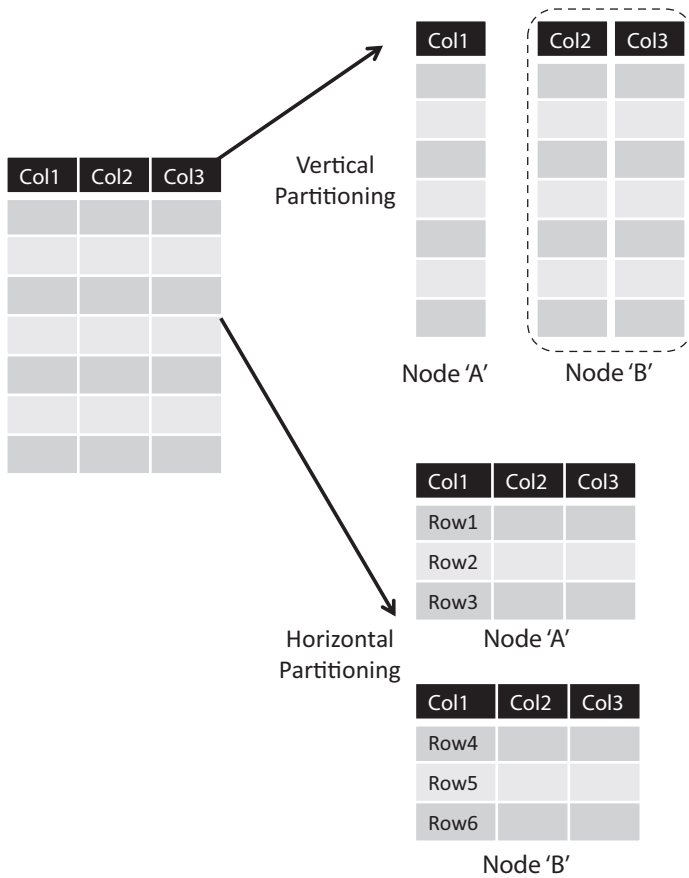 Col1 Col2 Col3
Vertical
Partitioning
Col1
Col2 Col3
Node 'A'
Node 'B'
Horizontal
Partitioning
Col1 Col2 Col3
Row1
Row2
Row3
Node 'A'
Col1 Col2 Col3
Row4
Row5
Row6
Node 'B'